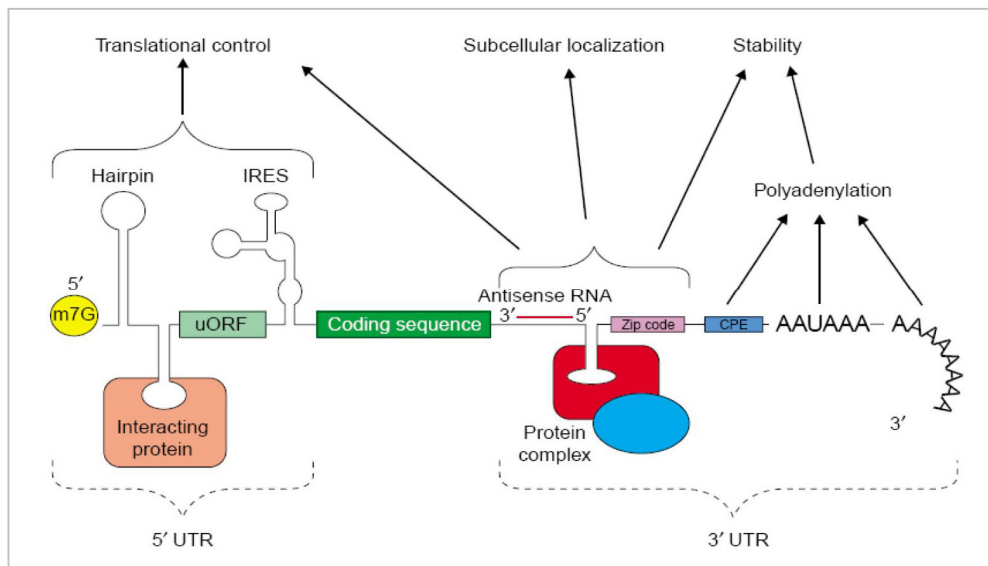 Translational control
Subcellular localization
Stability
Hairpin
IRES
Polyadenylation
5′
m7G
uORF
Coding sequence
Antisense RNA
3′
5′
Zip code
CPE
AAUAAA
AAAAAAA
3′
Interacting
protein
Protein
complex
5′ UTR
3′ UTR